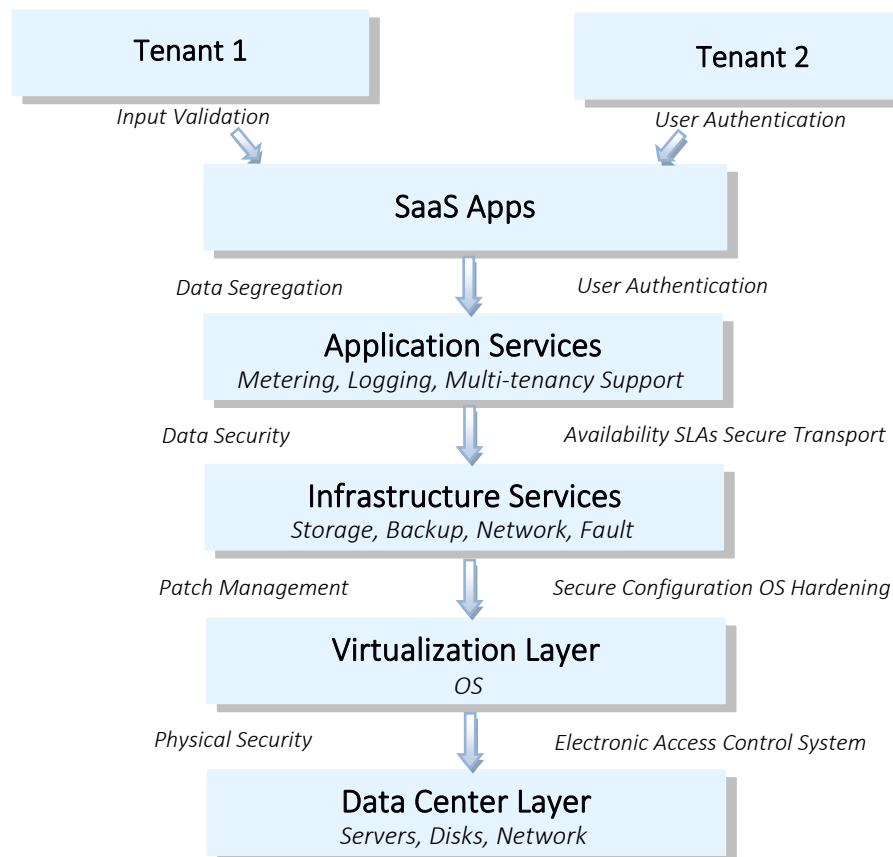 Tenant 1
Tenant 2
Input Validation
User Authentication
SaaS Apps
Data Segregation
User Authentication
Application Services
Metering, Logging, Multi-tenancy Support
Data Security
Availability SLAs Secure Transport
Infrastructure Services
Storage, Backup, Network, Fault
Patch Management
Secure Configuration OS Hardening
Virtualization Layer
OS
Physical Security
Electronic Access Control System
Data Center Layer
Servers, Disks, Network